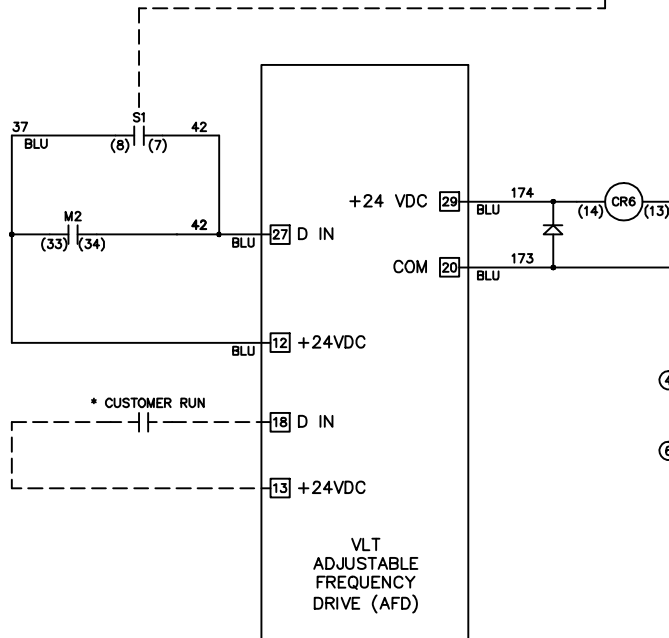 S1
37
42
BLU
(8)
(7)
M2
42
(33)
(34)
BLU
27
D IN
+24 VDC
29
BLU
174
(14)
CR6
(13)
COM
20
BLU
173
BLU
12
+24VDC
* CUSTOMER RUN
18
D IN
13
+24VDC
VLT
ADJUSTABLE
FREQUENCY
DRIVE (AFD)